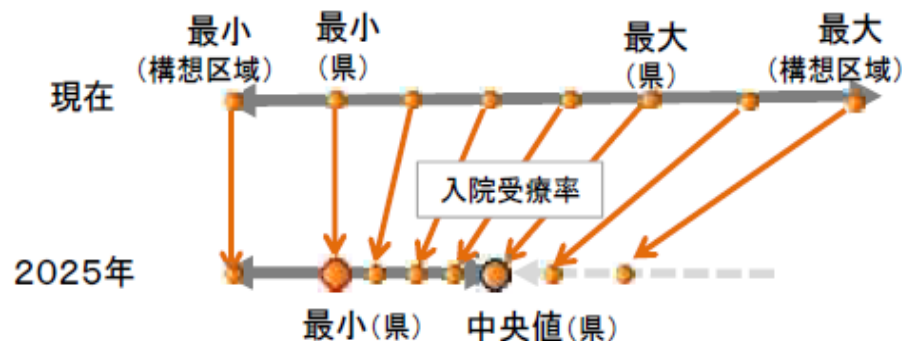 最小
(構想区域)
最小
(県)
最大
(県)
最大
(構想区域)
現在
入院受療率
2025年
最小(県)
中央値(県)